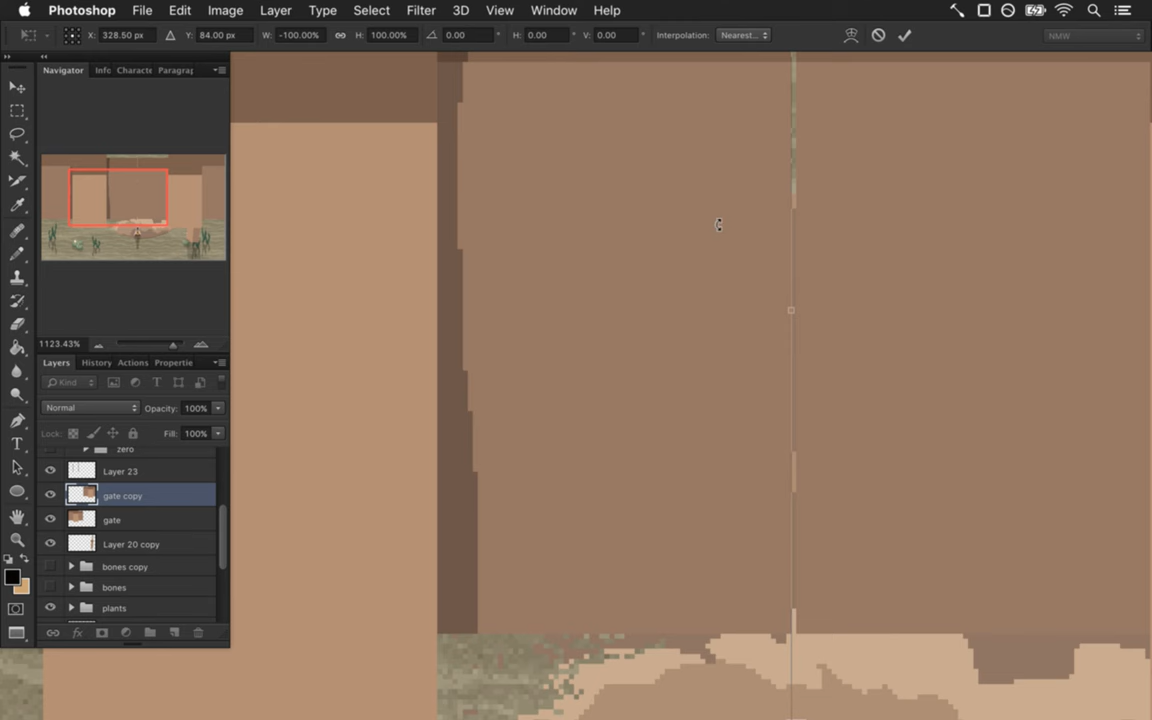 Photoshop File Edit Image Layer Type Select Filter 3D View Window Help
X: 328.50 px Y: 84.00 px W: -100.00% H: 100.00% 0.00 ° H: 0.00 ° V: 0.00 ° Interpolation: Nearest... NMW
Navigator Info Characte Paragrap
1123.43%
Layers History Actions Propertie
Kind
Normal Opacity: 100%
Lock: Fill: 100%
zero
Layer 23
gate copy
gate
Layer 20 copy
bones copy
bones
plants